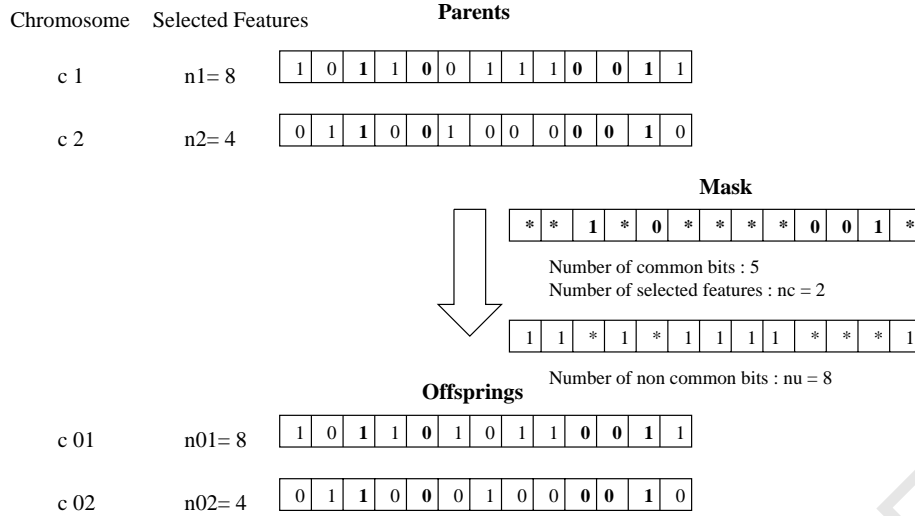 Parents
Chromosome Selected Features
c 1 n1= 8 1 0 1 1 0 0 1 1 1 0 0 1 1
c 2 n2= 4 0 1 1 0 0 1 0 0 0 0 0 1 0
Mask
* * 1 * 0 * * * * 0 0 1 *
Number of common bits : 5
Number of selected features : nc = 2
1 1 * 1 * 1 1 1 1 * * * 1
Number of non common bits : nu = 8
Offsprings
c 01 n01= 8 1 0 1 1 0 1 0 1 1 0 0 1 1
c 02 n02= 4 0 1 1 0 0 0 1 0 0 0 0 1 0